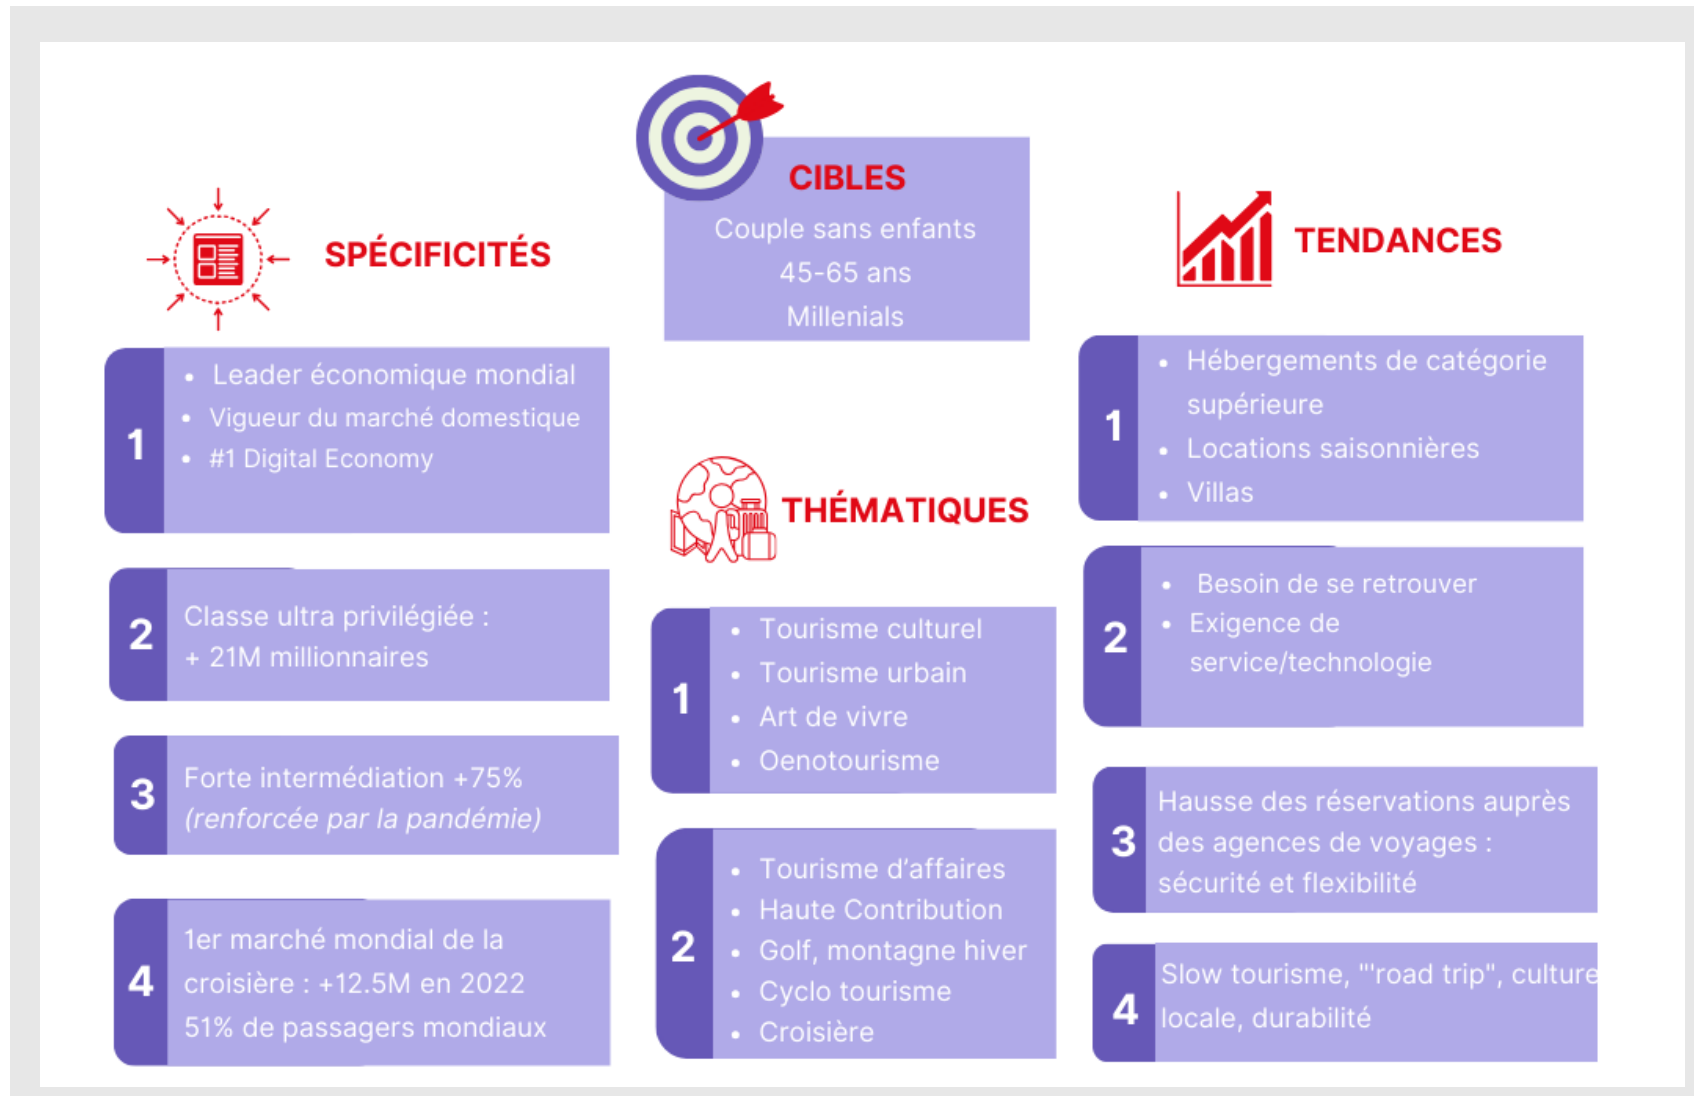 CIBLES
Couple sans enfants
45-65 ans
Millenials
SPÉCIFICITÉS
1
• Leader économique mondial
• Vigueur du marché domestique
• #1 Digital Economy
2
Classe ultra privilégiée :
+ 21M millionnaires
3
Forte intermédiation +75%
(renforcée par la pandémie)
4
1er marché mondial de la
croisière : +12.5M en 2022
51% de passagers mondiaux
THÉMATIQUES
1
• Tourisme culturel
• Tourisme urbain
• Art de vivre
• Oenotourisme
2
• Tourisme d’affaires
• Haute Contribution
• Golf, montagne hiver
• Cyclo tourisme
• Croisière
TENDANCES
1
• Hébergements de catégorie
supérieure
• Locations saisonnières
• Villas
2
• Besoin de se retrouver
• Exigence de
service/technologie
3
Hausse des réservations auprès
des agences de voyages :
sécurité et flexibilité
4
Slow tourisme, "'road trip", culture
locale, durabilité